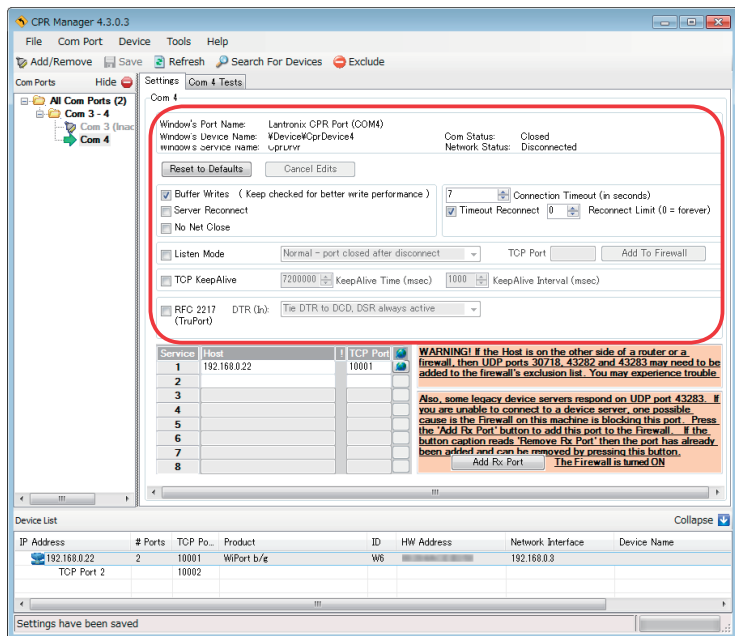 CPR Manager 4.3.0.3
File Com Port Device Tools Help
Add/Remove Save Refresh Search For Devices Exclude
Com Ports Hide
All Com Ports (2)
Com 3 - 4
Com 3 (Inac
Com 4
Settings Com 4 Tests
Com 4
Window's Port Name: Lantronix CPR Port (COM4)
Window's Device Name: ¥Device¥CprDevice4 Com Status: Closed
Window's Service Name: CprDrvr Network Status: Disconnected
Reset to Defaults Cancel Edits
Buffer Writes ( Keep checked for better write performance )
Server Reconnect
No Net Close
7 Connection Timeout (in seconds)
Timeout Reconnect 0 Reconnect Limit (0 = forever)
Listen Mode Normal - port closed after disconnect TCP Port Add To Firewall
TCP KeepAlive 7200000 KeepAlive Time (msec) 1000 KeepAlive Interval (msec)
RFC 2217 DTR (In): Tie DTR to DCD, DSR always active
(TruPort)
Service Host ! TCP Port
1 192.168.0.22 10001
2
3
4
5
6
7
8
WARNING! If the Host is on the other side of a router or a
firewall, then UDP ports 30718, 43282 and 43283 may need to be
added to the firewall's exclusion list. You may experience trouble
Also, some legacy device servers respond on UDP port 43283. If
you are unable to connect to a device server, one possible
cause is the Firewall on this machine is blocking this port. Press
the 'Add Rx Port' button to add this port to the Firewall. If the
button caption reads 'Remove Rx Port' then the port has already
been added and can be removed by pressing this button.
Add Rx Port The Firewall is turned ON
Device List Collapse
IP Address # Ports TCP Po... Product ID HW Address Network Interface Device Name
192.168.0.22 2 10001 WiPort b/g W6 192.168.0.3
TCP Port 2 10002
Settings have been saved